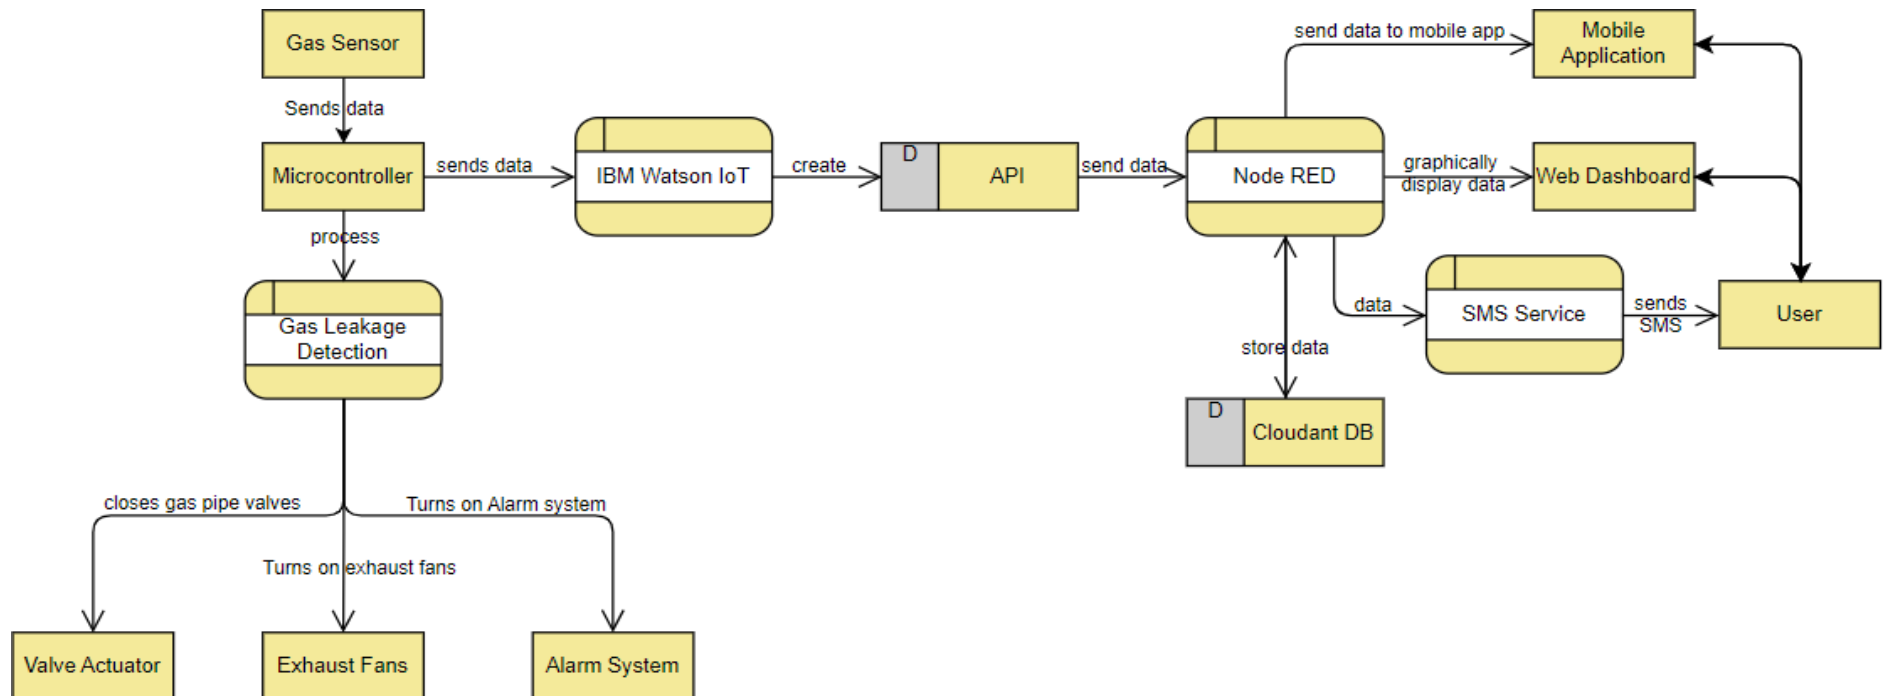 Gas Sensor
send data to mobile app
Mobile
Application
Sends data
Microcontroller
sends data
IBM Watson IoT
create
D
API
send data
Node RED
graphically
display data
Web Dashboard
process
Gas Leakage
Detection
data
SMS Service
sends
SMS
User
store data
D
Cloudant DB
closes gas pipe valves
Turns on Alarm system
Turns on exhaust fans
Valve Actuator
Exhaust Fans
Alarm System